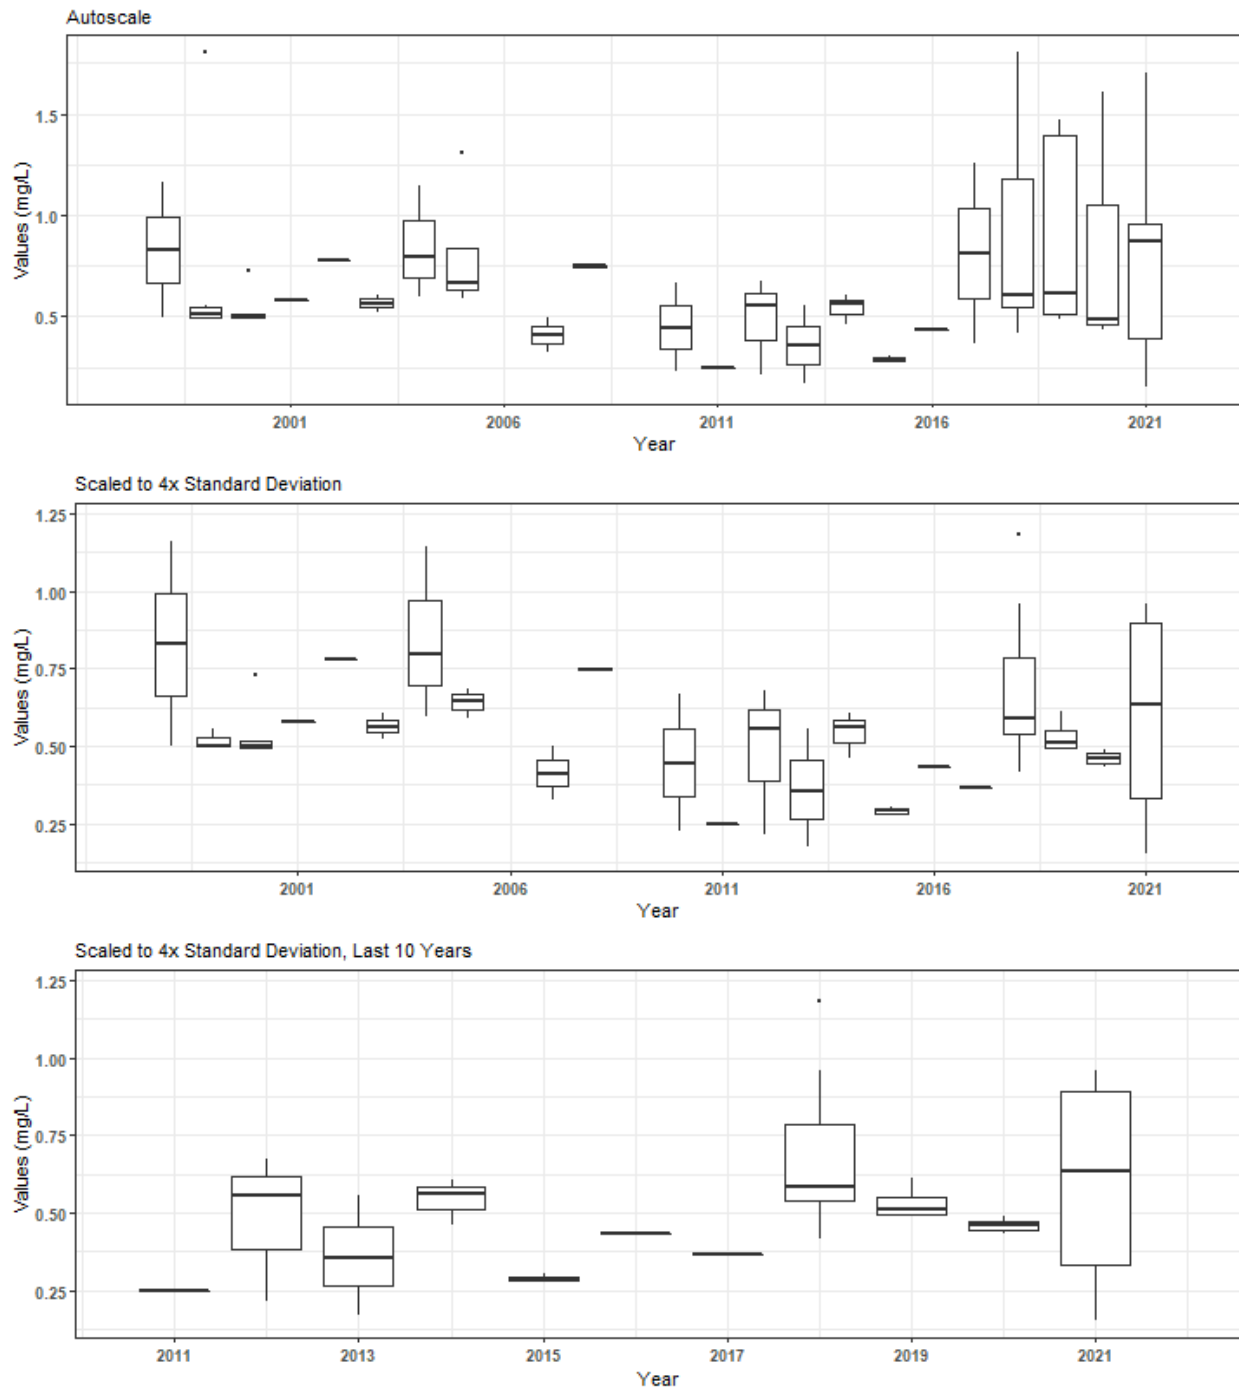 Autoscale
Values (mg/L)
1.5
1.0
0.5
2001 2006 2011 2016 2021
Year
Scaled to 4x Standard Deviation
Values (mg/L)
1.25
1.00
0.75
0.50
0.25
2001 2006 2011 2016 2021
Year
Scaled to 4x Standard Deviation, Last 10 Years
Values (mg/L)
1.25
1.00
0.75
0.50
0.25
2011 2013 2015 2017 2019 2021
Year